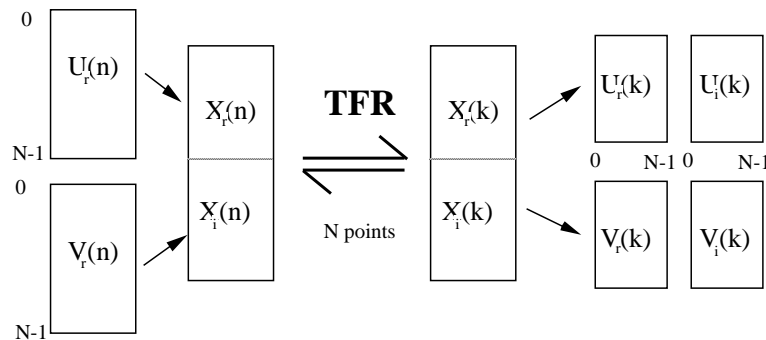 0
U_r(n)
N-1
0
V_r(n)
N-1
X_r(n)
X_i(n)
TFR
N points
X_r(k)
X_i(k)
U_r(k)
U_i(k)
0 N-1 0 N-1
V_r(k)
V_i(k)